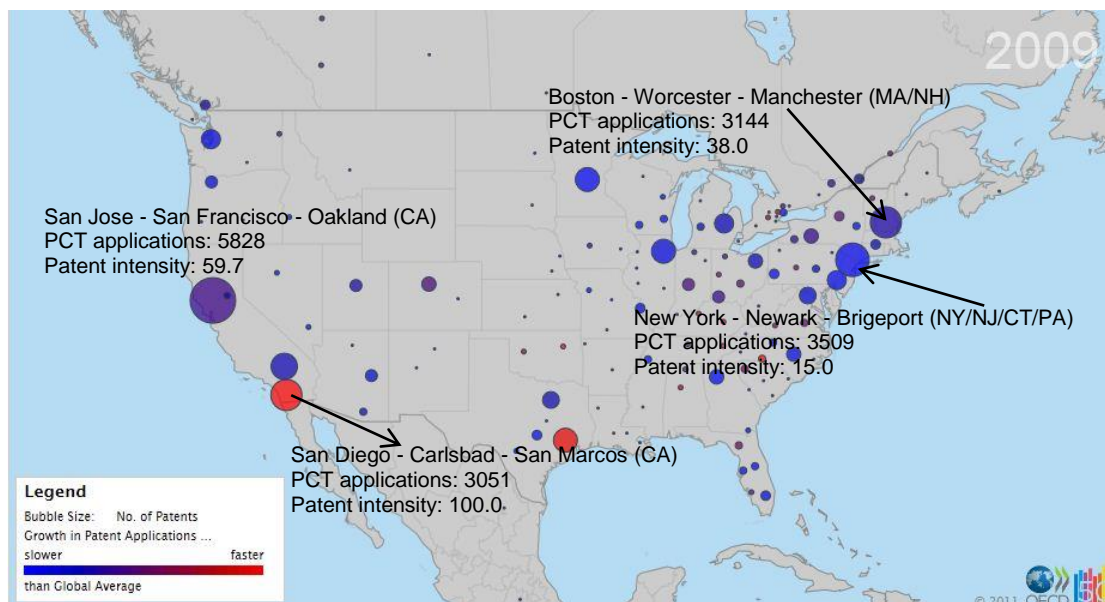 2009
Boston - Worcester - Manchester (MA/NH)
PCT applications: 3144
Patent intensity: 38.0
San Jose - San Francisco - Oakland (CA)
PCT applications: 5828
Patent intensity: 59.7
New York - Newark - Brigeport (NY/NJ/CT/PA)
PCT applications: 3509
Patent intensity: 15.0
San Diego - Carlsbad - San Marcos (CA)
PCT applications: 3051
Patent intensity: 100.0
Legend
Bubble Size: No. of Patents
Growth in Patent Applications ...
slower faster
than Global Average
© 2011 OECD